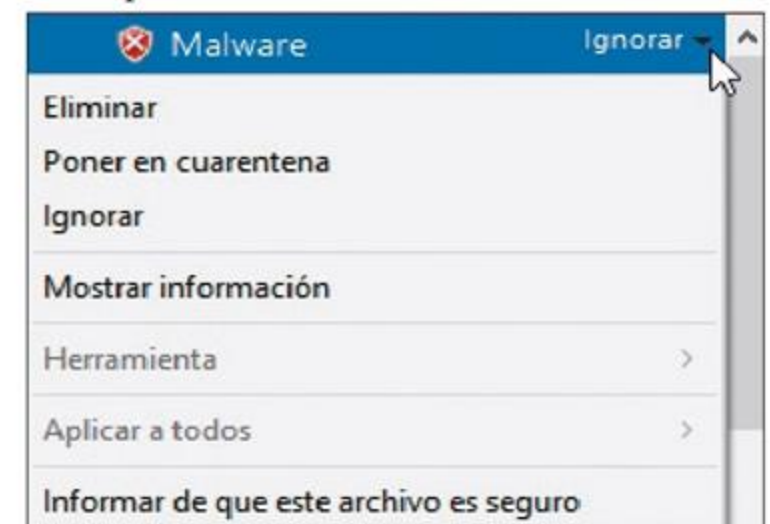 Malware Ignorar
Eliminar
Poner en cuarentena
Ignorar
Mostrar información
Herramienta
Aplicar a todos
Informar de que este archivo es seguro